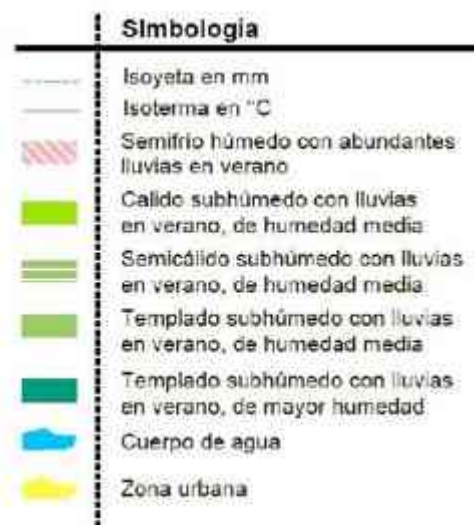 Simbología
Isoyeta en mm
Isoterma en °C
Semifrío húmedo con abundantes
lluvias en verano
Calido subhúmedo con lluvias
en verano, de humedad media
Semicálido subhúmedo con lluvias
en verano, de humedad media
Templado subhúmedo con lluvias
en verano, de humedad media
Templado subhúmedo con lluvias
en verano, de mayor humedad
Cuerpo de agua
Zona urbana